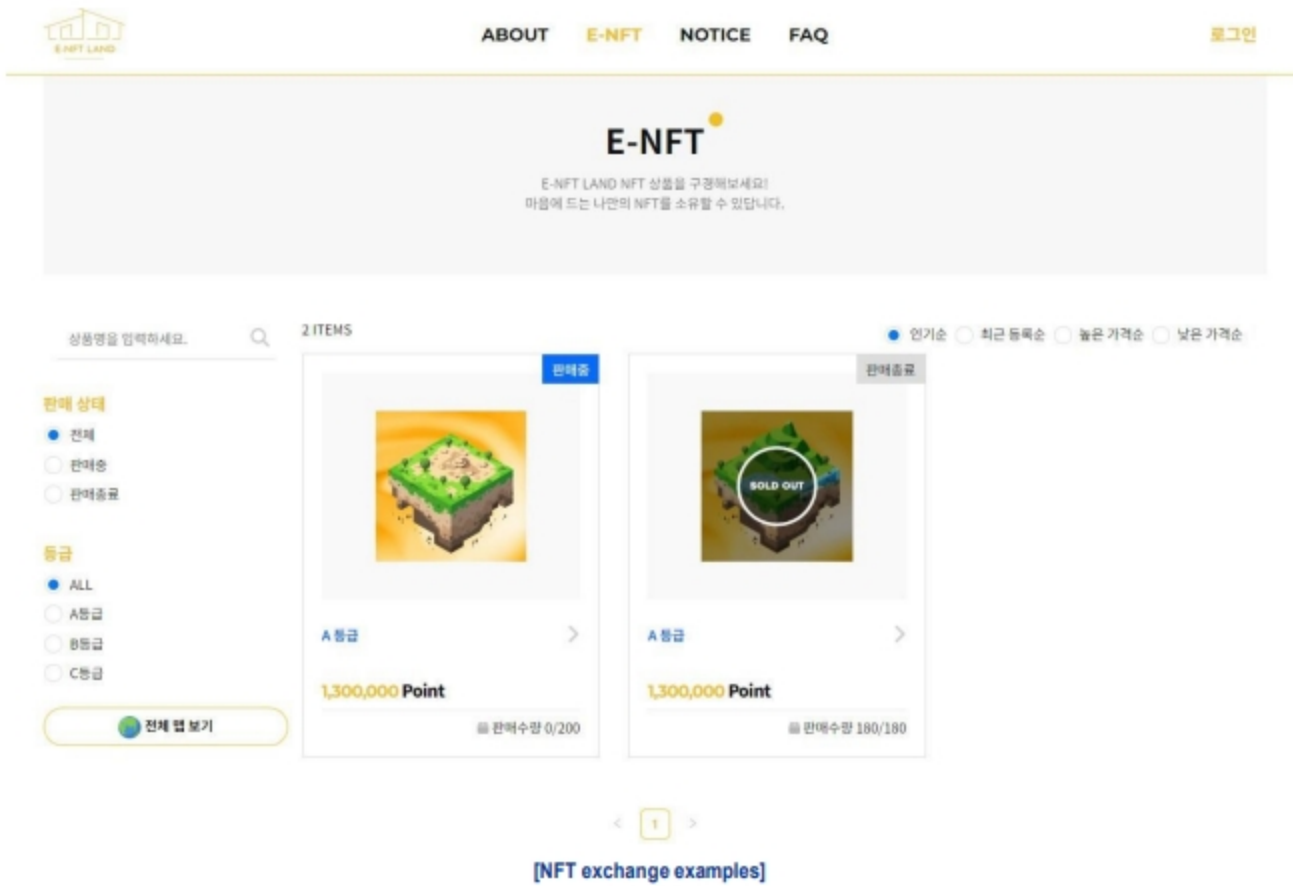 E-NFT LAND
ABOUT E-NFT NOTICE FAQ 로그인
E-NFT
E-NFT LAND NFT 상품을 구경해보세요!
마음에 드는 나만의 NFT를 소유할 수 있답니다.
상품명을 입력하세요.
2 ITEMS
인기순 최근 등록순 높은 가격순 낮은 가격순
판매 상태
전체
판매중
판매종료
등급
ALL
A등급
B등급
C등급
전체 맵 보기
판매중
A 등급
1,300,000 Point
판매수량 0/200
판매종료
SOLD OUT
A 등급
1,300,000 Point
판매수량 180/180
< 1 >
[NFT exchange examples]